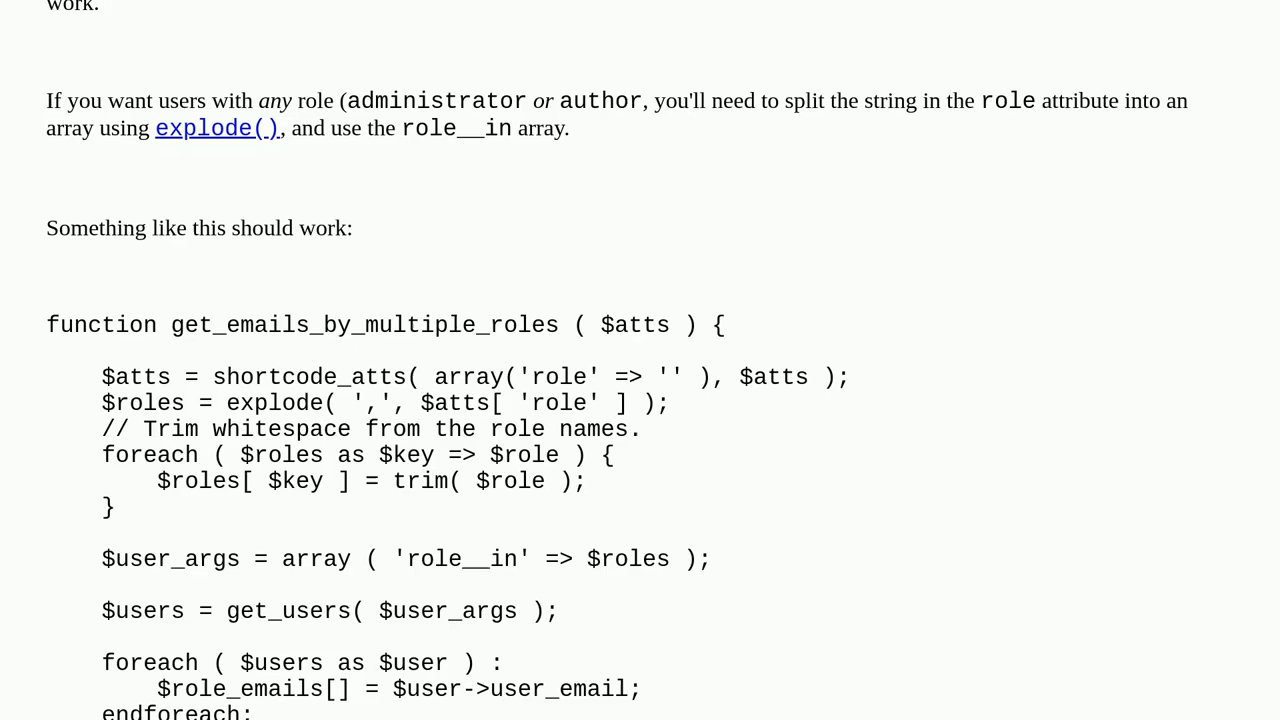 work.
If you want users with any role (administrator or author, you'll need to split the string in the role attribute into an
array using explode(), and use the role__in array.
Something like this should work:
function get_emails_by_multiple_roles ( $atts ) {
    $atts = shortcode_atts( array('role' => '' ), $atts );
    $roles = explode( ',', $atts[ 'role' ] );
    // Trim whitespace from the role names.
    foreach ( $roles as $key => $role ) {
        $roles[ $key ] = trim( $role );
    }
    $user_args = array ( 'role__in' => $roles );
    $users = get_users( $user_args );
    foreach ( $users as $user ) :
        $role_emails[] = $user->user_email;
    endforeach;